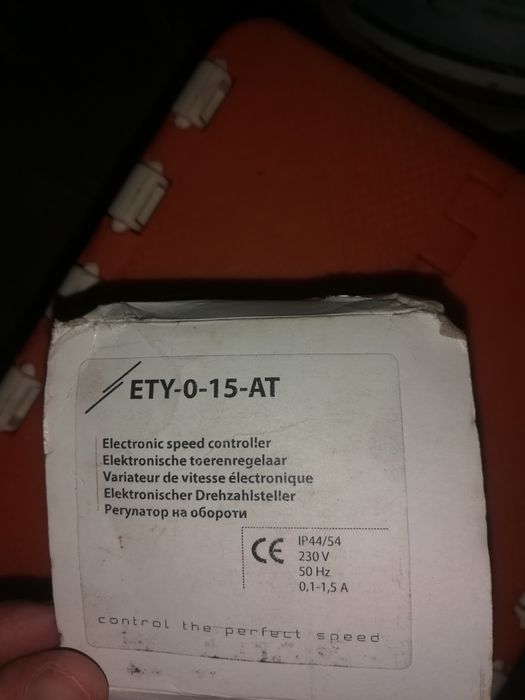 ETY-0-15-AT
Electronic speed controller
Elektronische toerenregelaar
Variateur de vitesse électronique
Elektronischer Drehzahlsteller
Регулатор на обороти
CE
IP44/54
230 V
50 Hz
0,1-1,5 A
control the perfect speed